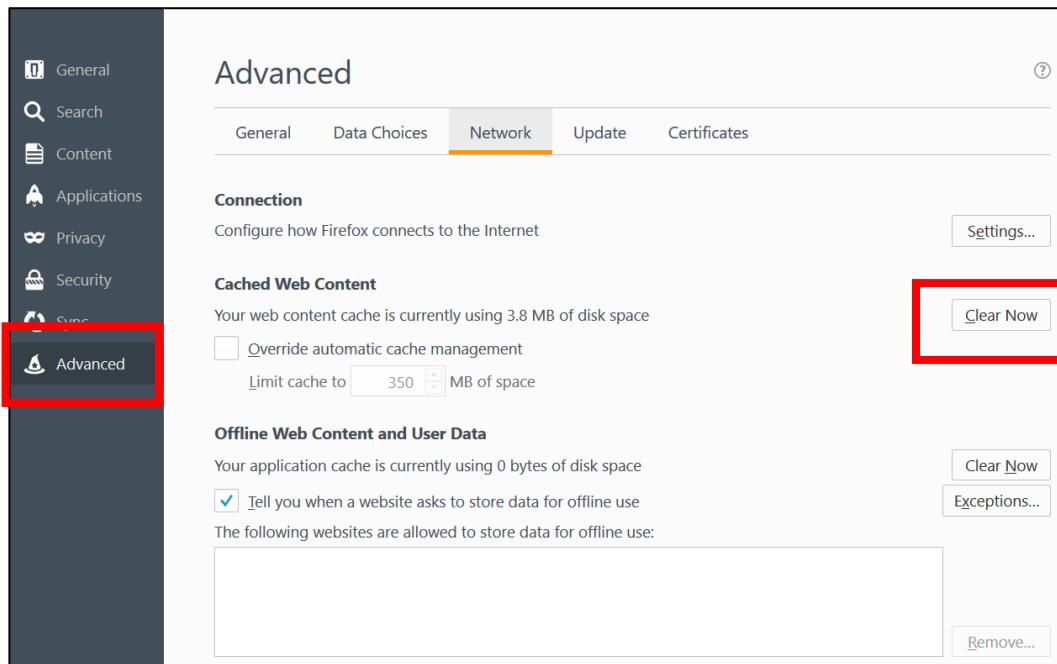 General
Search
Content
Applications
Privacy
Security
Sync
Advanced
Advanced
General Data Choices Network Update Certificates
Connection
Configure how Firefox connects to the Internet Settings...
Cached Web Content
Your web content cache is currently using 3.8 MB of disk space Clear Now
Override automatic cache management
Limit cache to 350 MB of space
Offline Web Content and User Data
Your application cache is currently using 0 bytes of disk space Clear Now
Tell you when a website asks to store data for offline use Exceptions...
The following websites are allowed to store data for offline use:
Remove...